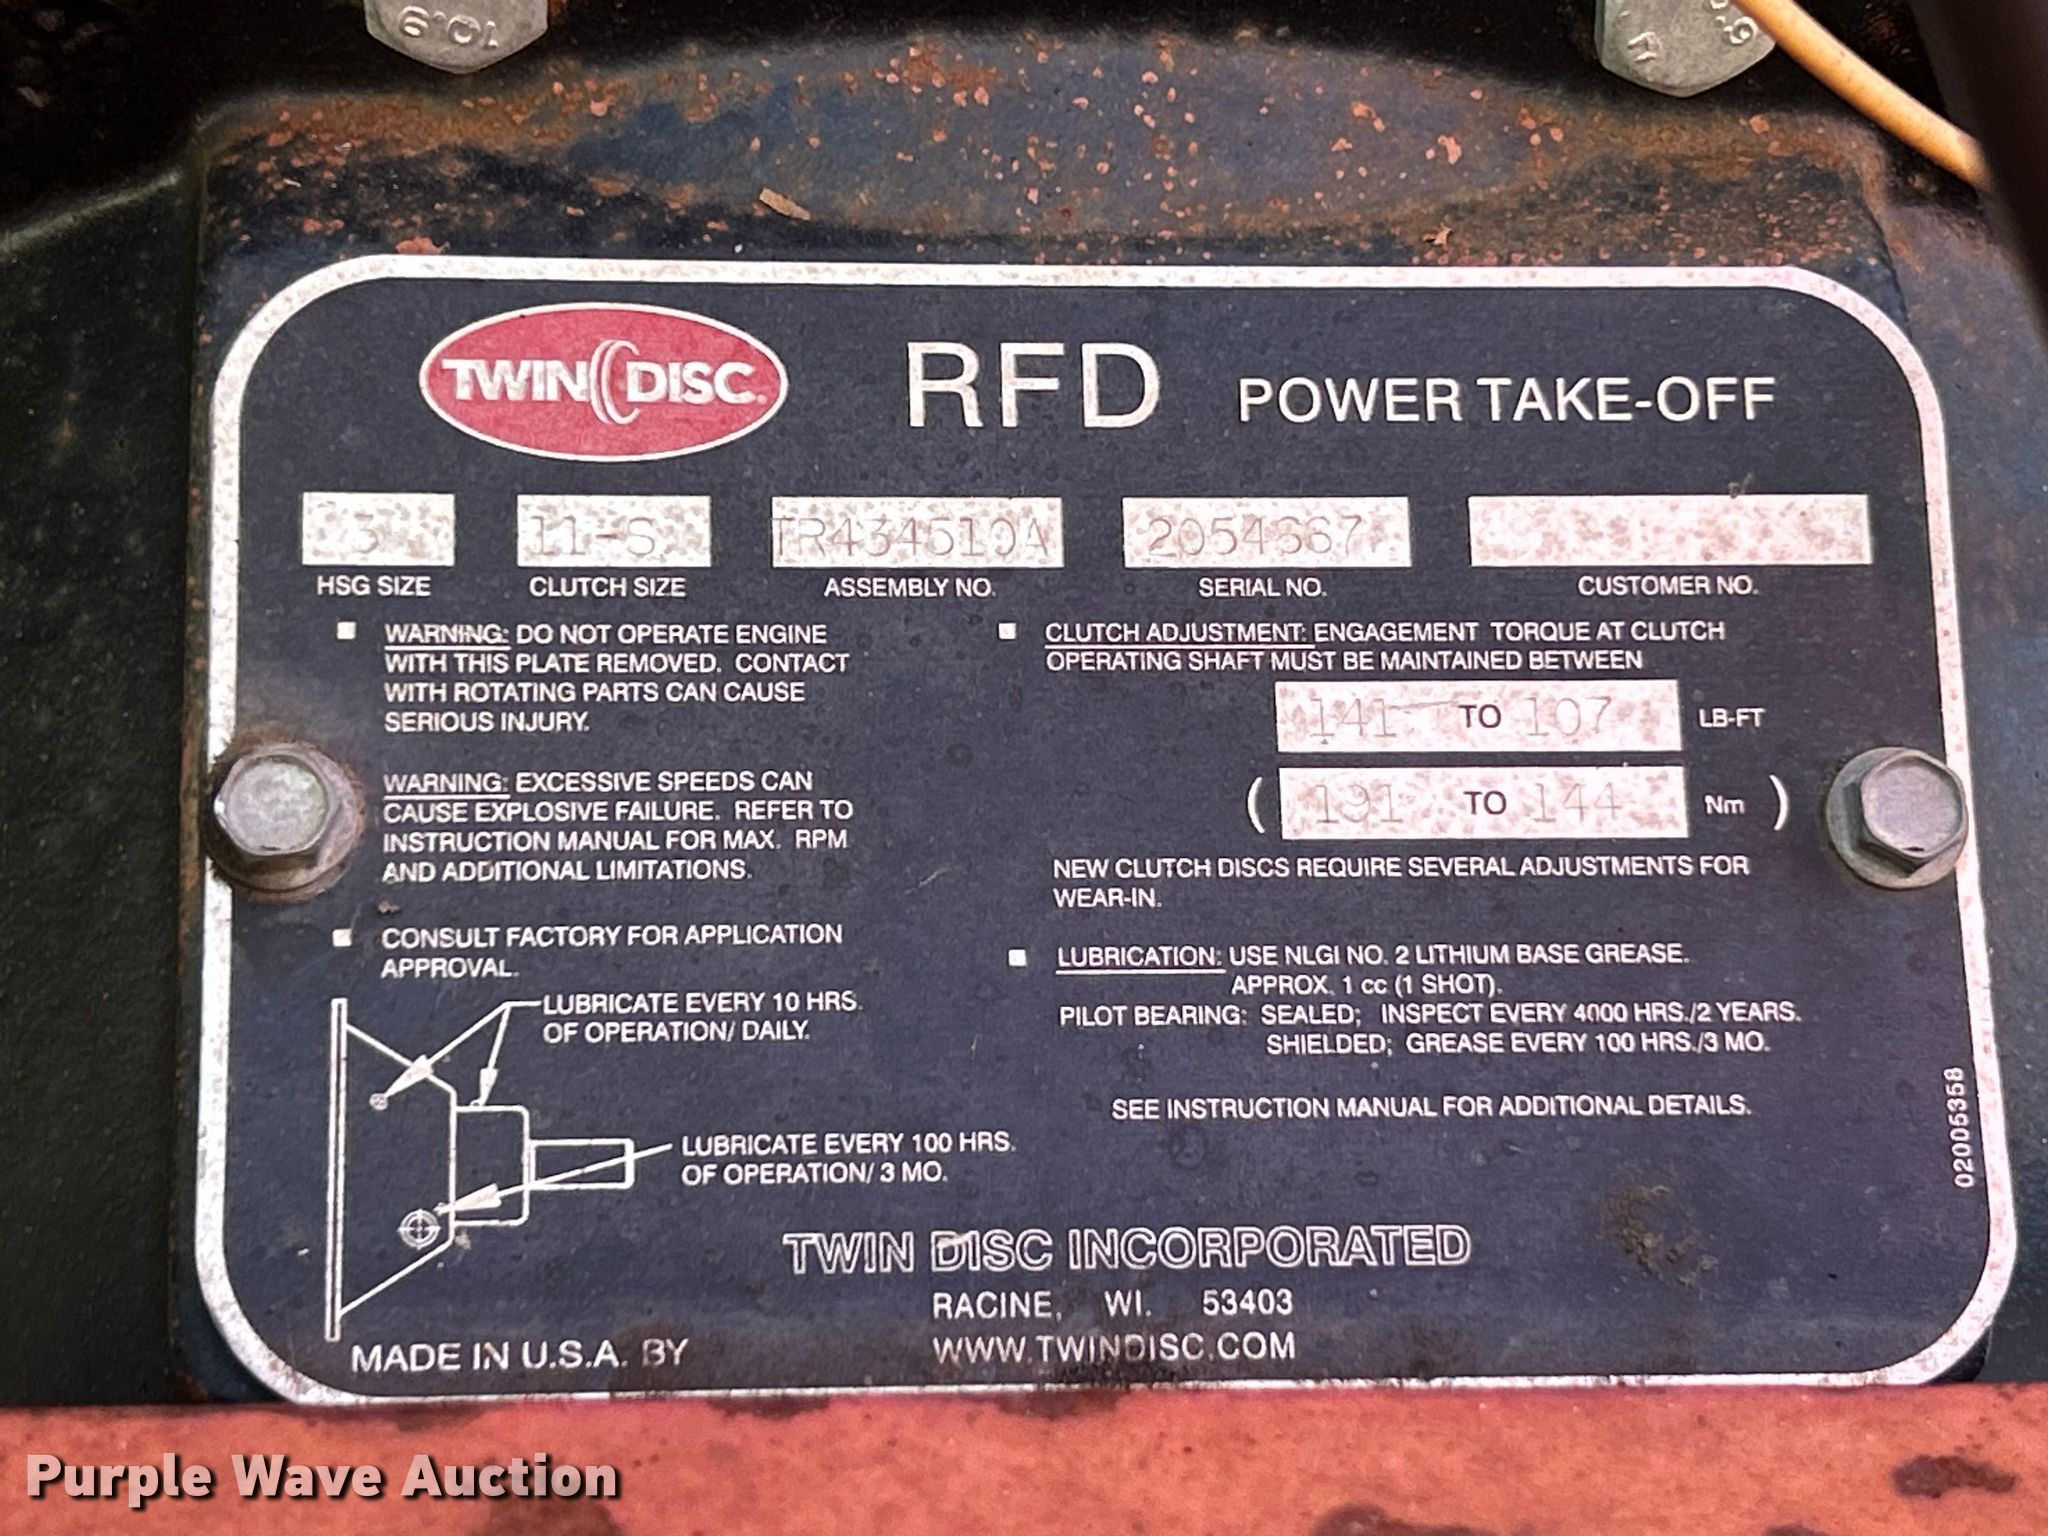 10.9
TWIN DISC
RFD POWER TAKE-OFF
3 11-S TR434510A 2054667
HSG SIZE CLUTCH SIZE ASSEMBLY NO. SERIAL NO. CUSTOMER NO.
WARNING: DO NOT OPERATE ENGINE
WITH THIS PLATE REMOVED. CONTACT
WITH ROTATING PARTS CAN CAUSE
SERIOUS INJURY.
WARNING: EXCESSIVE SPEEDS CAN
CAUSE EXPLOSIVE FAILURE. REFER TO
INSTRUCTION MANUAL FOR MAX. RPM
AND ADDITIONAL LIMITATIONS.
CONSULT FACTORY FOR APPLICATION
APPROVAL.
LUBRICATE EVERY 10 HRS.
OF OPERATION/ DAILY.
LUBRICATE EVERY 100 HRS.
OF OPERATION/ 3 MO.
CLUTCH ADJUSTMENT: ENGAGEMENT TORQUE AT CLUTCH
OPERATING SHAFT MUST BE MAINTAINED BETWEEN
141 TO 107 LB-FT
( 191 TO 144 Nm )
NEW CLUTCH DISCS REQUIRE SEVERAL ADJUSTMENTS FOR
WEAR-IN.
LUBRICATION: USE NLGI NO. 2 LITHIUM BASE GREASE.
APPROX. 1 cc (1 SHOT).
PILOT BEARING: SEALED; INSPECT EVERY 4000 HRS./2 YEARS.
SHIELDED; GREASE EVERY 100 HRS./3 MO.
SEE INSTRUCTION MANUAL FOR ADDITIONAL DETAILS.
0205358
TWIN DISC INCORPORATED
RACINE, WI. 53403
WWW.TWINDISC.COM
MADE IN U.S.A. BY
Purple Wave Auction